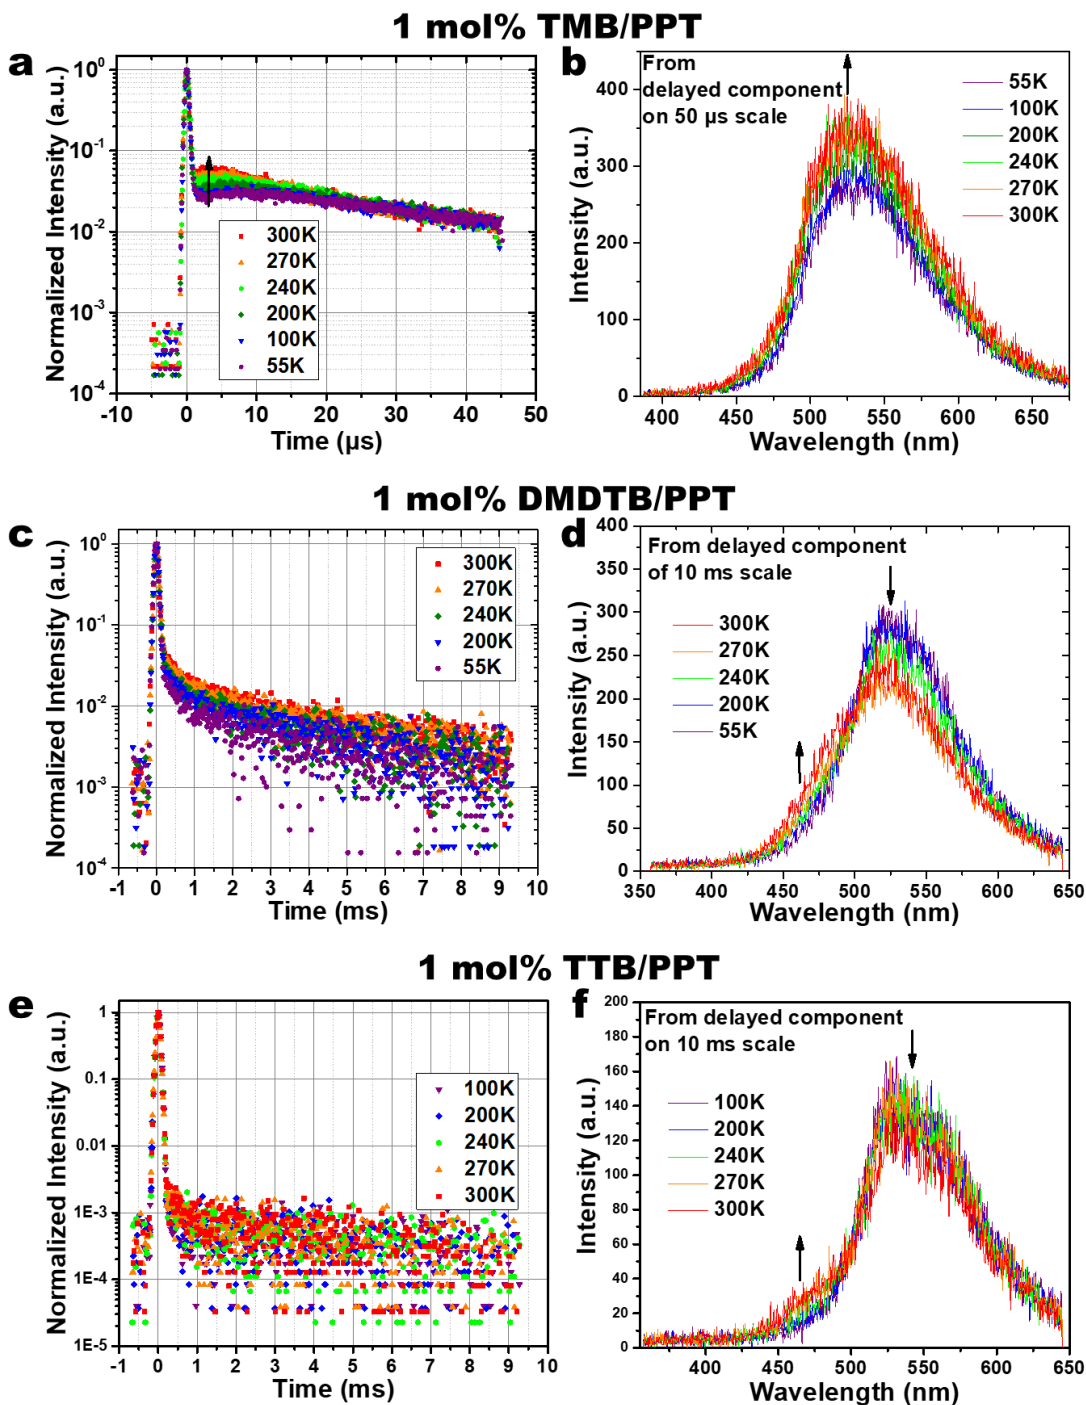 1 mol% TMB/PPT
a
Normalized Intensity (a.u.)
10⁰
10⁻¹
10⁻²
10⁻³
10⁻⁴
300K
270K
240K
200K
100K
55K
-10 0 10 20 30 40 50
Time (µs)
b
From
delayed component
on 50 µs scale
55K
100K
200K
240K
270K
300K
Intensity (a.u.)
400
300
200
100
0
400 450 500 550 600 650
Wavelength (nm)
1 mol% DMDTB/PPT
c
Normalized Intensity (a.u.)
10⁰
10⁻¹
10⁻²
10⁻³
10⁻⁴
300K
270K
240K
200K
55K
-1 0 1 2 3 4 5 6 7 8 9 10
Time (ms)
d
From delayed component
of 10 ms scale
300K
270K
240K
200K
55K
Intensity (a.u.)
400
350
300
250
200
150
100
50
0
350 400 450 500 550 600 650
Wavelength (nm)
1 mol% TTB/PPT
e
Normalized Intensity (a.u.)
1
0.1
0.01
1E-3
1E-4
1E-5
100K
200K
240K
270K
300K
-1 0 1 2 3 4 5 6 7 8 9 10
Time (ms)
f
From delayed component
on 10 ms scale
100K
200K
240K
270K
300K
Intensity (a.u.)
200
180
160
140
120
100
80
60
40
20
0
400 450 500 550 600 650
Wavelength (nm)